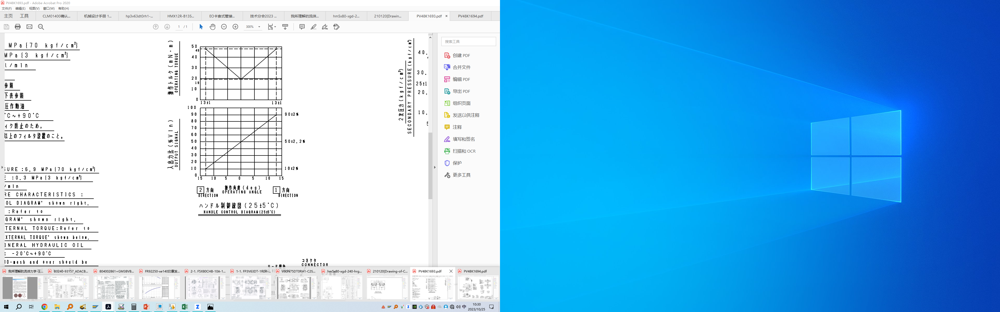 PV48K1693.pdf - Adobe Acrobat Pro 2020
文件(F) 编辑(E) 视图(V) 窗口(W) 帮助(H)
主页 工具 CLM01400确认... 机械设计手册 1... hp3v63dt0rh1-... HMX12R-B135... EO卡套式管接... 技术分会2023 ... 我所理解的流体... hm5x80-xgd-2... 210120[Drawin... PV48K1693.pdf × PV48K1694.pdf
1 / 1 300%
搜索工具
创建 PDF
合并文件
编辑 PDF
导出 PDF
组织页面
发送以供注释
注释
填写和签名
扫描和 OCR
保护
更多工具
MPa{70 kgf/cm²}
MPa{3 kgf/cm²}
l/min
参照
下表参照
圧作動油
℃~+90℃
ィク防止のため,
以上のフィルタ設置のこと。
SURE :6.9 MPa{70 kgf/cm²}
E :0.3 MPa{3 kgf/cm²}
/min
RE CHARACTERISTICS :
OL DIAGRAM' shown right.
:Refer to
GRAM' shown right.
TERNAL TORQUE:Refer to
XTERNAL TORQUE' shown below.
INERAL HYDRAULIC OIL
: -20℃~+90℃
-mesh and over should be
操作トルク(mN・m)
OPERATING TORQUE
50
46
40
30
20
19
10
0
13±1 13±1
入出力比(%Vin)
OUTPUT SIGNAL
100
90
80
70
60
50
40
30
20
10
0
90±2%
50±2.2%
10±2%
15 10 5 0 5 10 15
2 方向 操作角度(deg) 1 方向
DIRECTION OPERATING ANGLE DIRECTION
ハンドル制御線図(25±5℃)
HANDLE CONTROL DIAGRAM(25±5℃)
2次圧力(kgf/cm²)
SECONDARY PRESSURE(kgf/cm²)
40.
30.
25±1
20.
10.
5
コネクタ
CONNECTOR
我所理解的流体力学-王... B0240-93157_ADACB... 804002861+GM38VB... FR92250-xe140印康发... 2-1. F5X80CHB-10A-1... 1-1. FP3V63DT-1R0R-... V90N75DT0RH1-C2S... hm5x80-xgd-240-hrg... 210120[Drawing-of-C... PV48K1693.pdf PV48K1694.pdf
中 10:30
2023/10/25